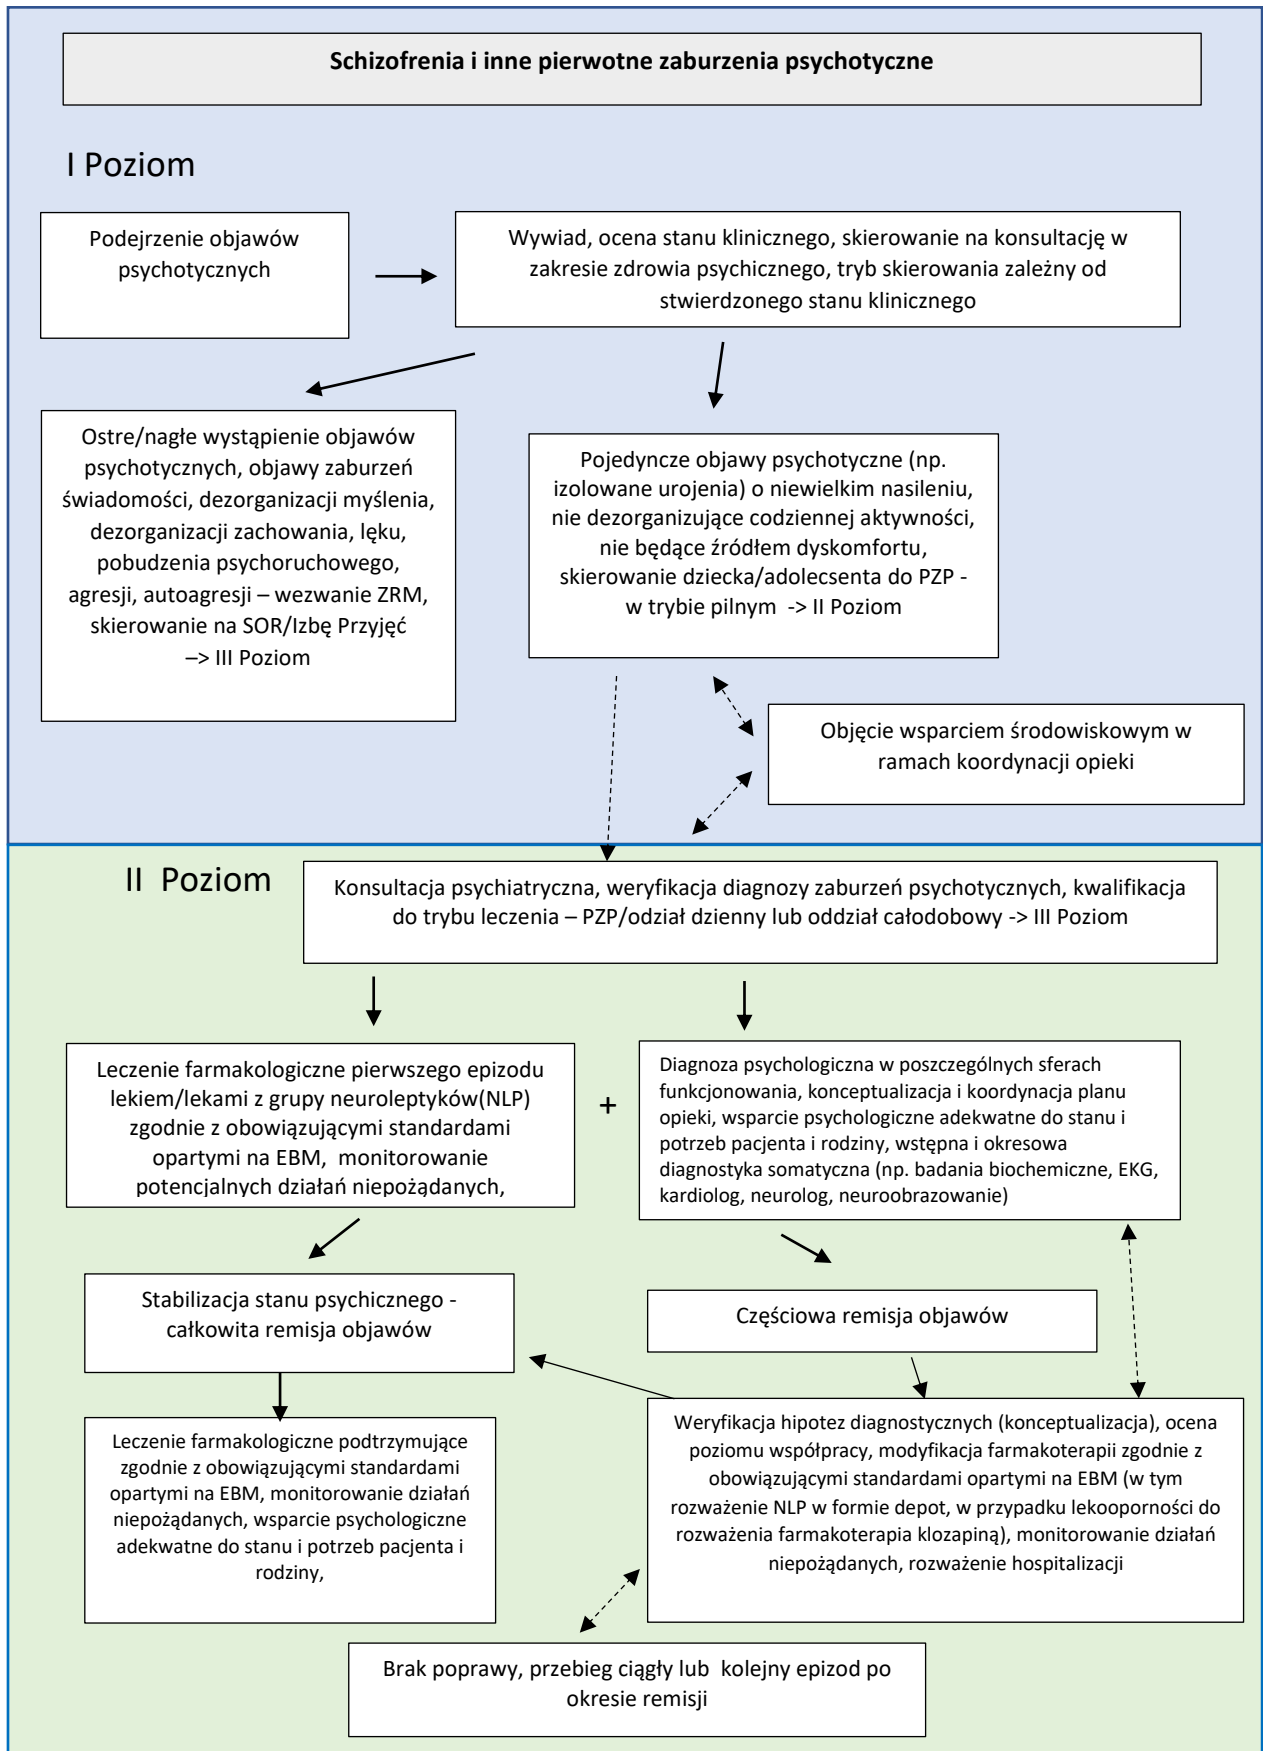 Schizofrenia i inne pierwotne zaburzenia psychotyczne
I Poziom
Podejrzenie objawów
psychotycznych
Wywiad, ocena stanu klinicznego, skierowanie na konsultację w
zakresie zdrowia psychicznego, tryb skierowania zależny od
stwierdzonego stanu klinicznego
Ostre/nagłe wystąpienie objawów
psychotycznych, objawy zaburzeń
świadomości, dezorganizacji myślenia,
dezorganizacji zachowania, lęku,
pobudzenia psychoruchowego,
agresji, autoagresji – wezwanie ZRM,
skierowanie na SOR/Izbę Przyjęć
–> III Poziom
Pojedyncze objawy psychotyczne (np.
izolowane urojenia) o niewielkim nasileniu,
nie dezorganizujące codziennej aktywności,
nie będące źródłem dyskomfortu,
skierowanie dziecka/adolecsenta do PZP -
w trybie pilnym -> II Poziom
Objęcie wsparciem środowiskowym w
ramach koordynacji opieki
II Poziom
Konsultacja psychiatryczna, weryfikacja diagnozy zaburzeń psychotycznych, kwalifikacja
do trybu leczenia – PZP/odział dzienny lub oddział całodobowy -> III Poziom
Leczenie farmakologiczne pierwszego epizodu
lekiem/lekami z grupy neuroleptyków(NLP)
zgodnie z obowiązującymi standardami
opartymi na EBM, monitorowanie
potencjalnych działań niepożądanych,
+
Diagnoza psychologiczna w poszczególnych sferach
funkcjonowania, konceptualizacja i koordynacja planu
opieki, wsparcie psychologiczne adekwatne do stanu i
potrzeb pacjenta i rodziny, wstępna i okresowa
diagnostyka somatyczna (np. badania biochemiczne, EKG,
kardiolog, neurolog, neuroobrazowanie)
Stabilizacja stanu psychicznego -
całkowita remisja objawów
Częściowa remisja objawów
Leczenie farmakologiczne podtrzymujące
zgodnie z obowiązującymi standardami
opartymi na EBM, monitorowanie działań
niepożądanych, wsparcie psychologiczne
adekwatne do stanu i potrzeb pacjenta i
rodziny,
Weryfikacja hipotez diagnostycznych (konceptualizacja), ocena
poziomu współpracy, modyfikacja farmakoterapii zgodnie z
obowiązującymi standardami opartymi na EBM (w tym
rozważenie NLP w formie depot, w przypadku lekooporności do
rozważenia farmakoterapia klozapiną), monitorowanie działań
niepożądanych, rozważenie hospitalizacji
Brak poprawy, przebieg ciągły lub kolejny epizod po
okresie remisji